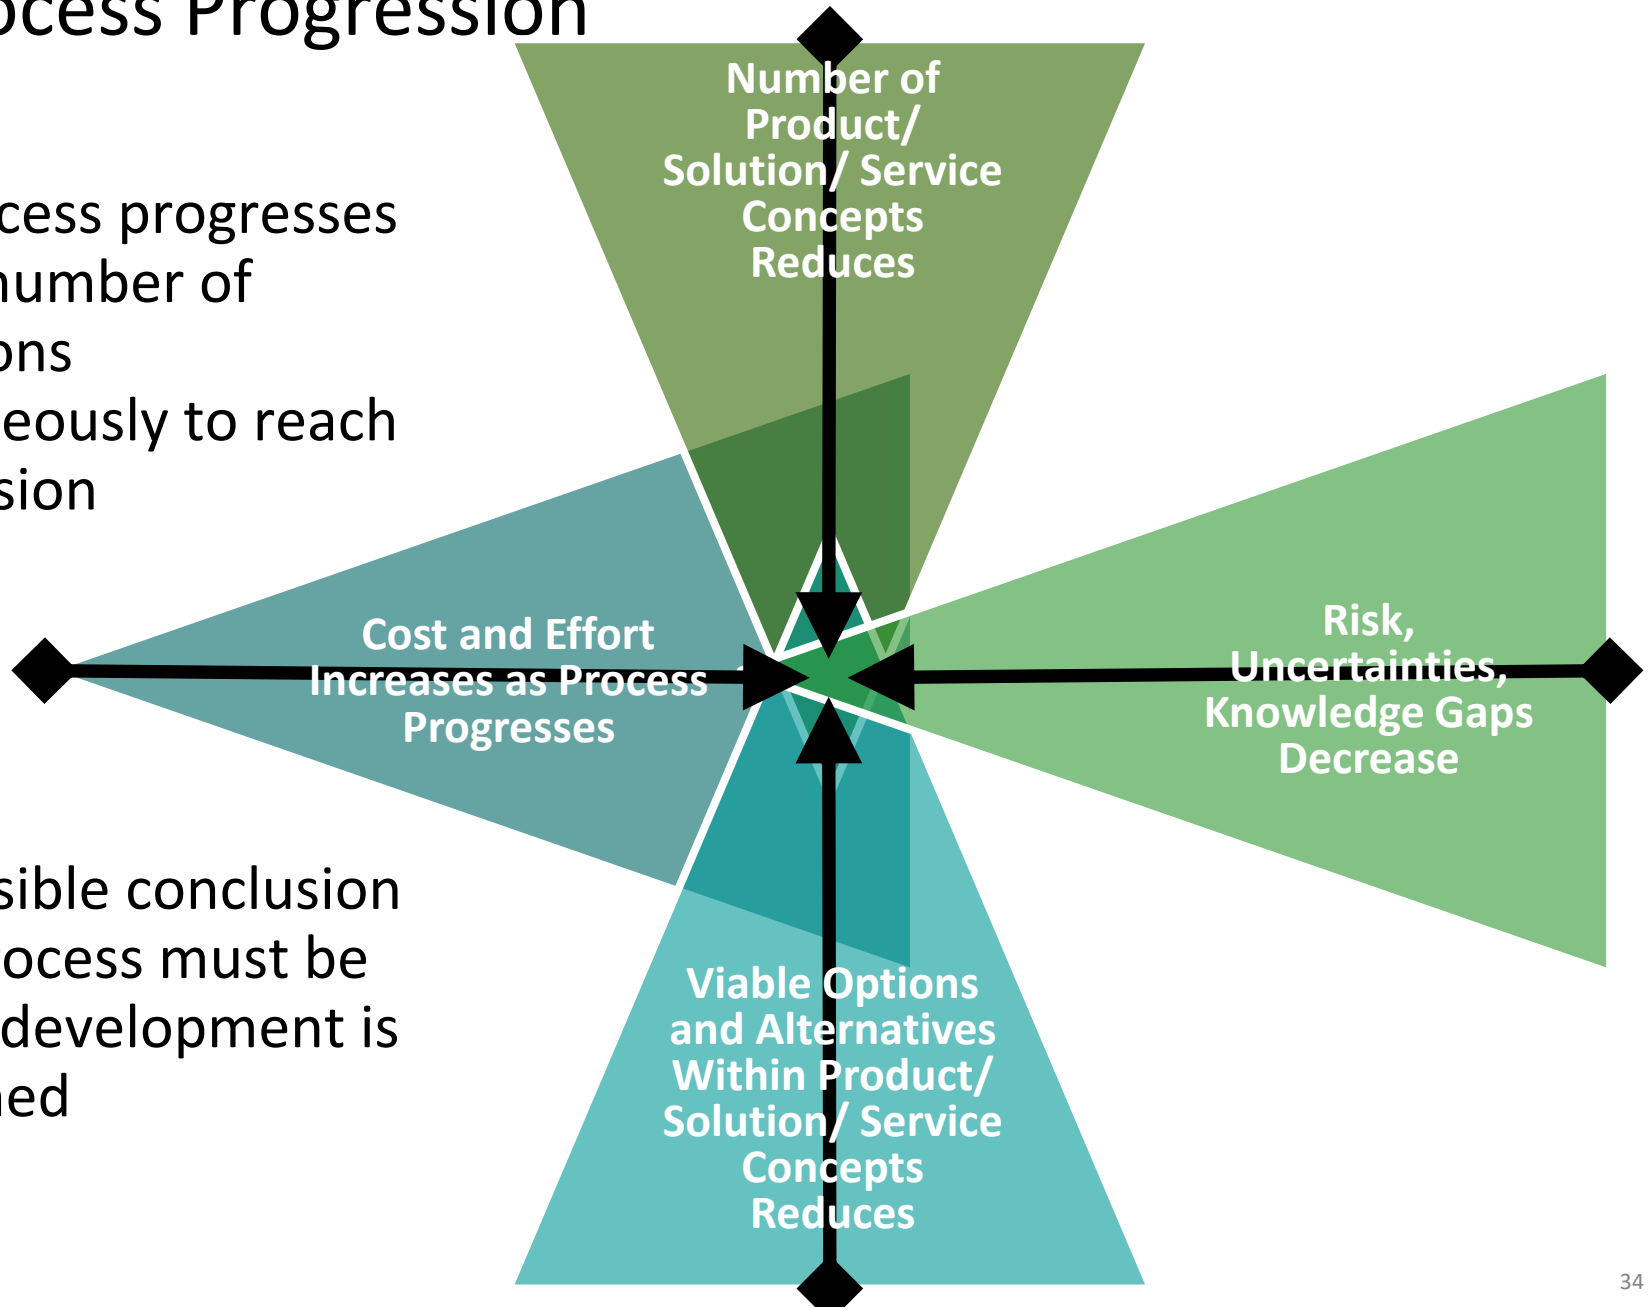 ocess Progression
cess progresses
number of
ons
eously to reach
sion
sible conclusion
ocess must be
development is
ned
Number of
Product/
Solution/ Service
Concepts
Reduces
Cost and Effort
Increases as Process
Progresses
Risk,
Uncertainties,
Knowledge Gaps
Decrease
Viable Options
and Alternatives
Within Product/
Solution/ Service
Concepts
Reduces
34